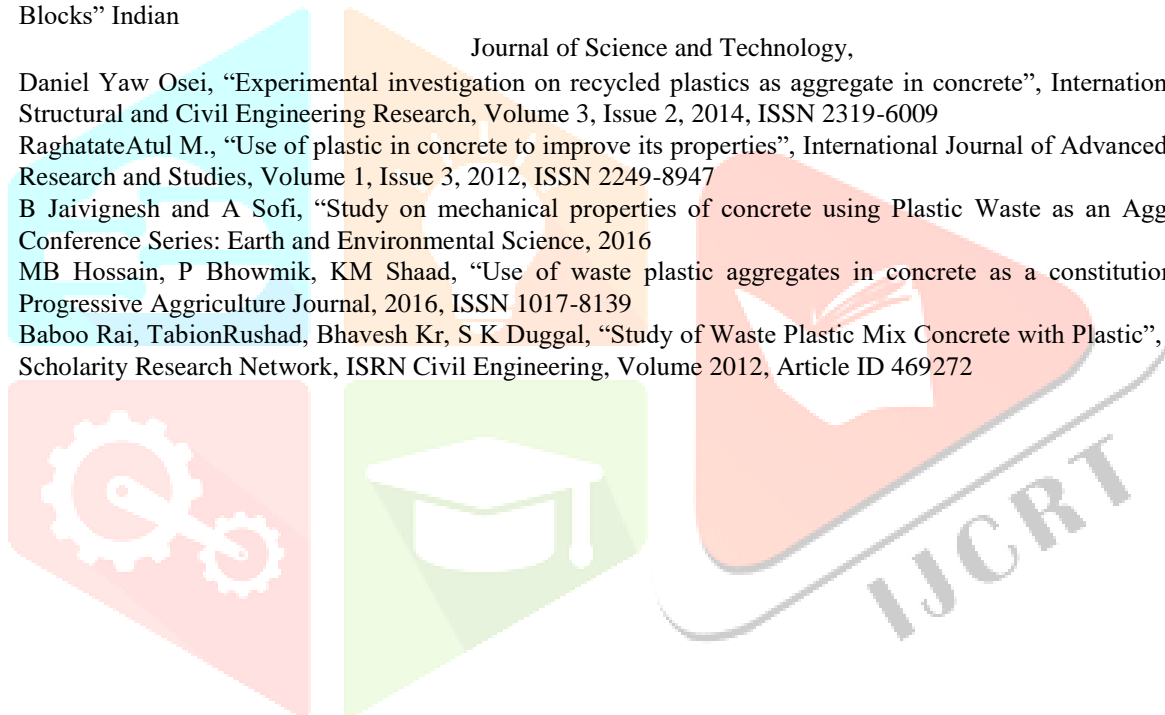 Blocks” Indian
Journal of Science and Technology,
Daniel Yaw Osei, “Experimental investigation on recycled plastics as aggregate in concrete”, Internation
Structural and Civil Engineering Research, Volume 3, Issue 2, 2014, ISSN 2319-6009
RaghatateAtul M., “Use of plastic in concrete to improve its properties”, International Journal of Advanced
Research and Studies, Volume 1, Issue 3, 2012, ISSN 2249-8947
B Jaivignesh and A Sofi, “Study on mechanical properties of concrete using Plastic Waste as an Agg
Conference Series: Earth and Environmental Science, 2016
MB Hossain, P Bhowmik, KM Shaad, “Use of waste plastic aggregates in concrete as a constitution
Progressive Aggriculture Journal, 2016, ISSN 1017-8139
Baboo Rai, TabionRushad, Bhavesh Kr, S K Duggal, “Study of Waste Plastic Mix Concrete with Plastic”,
Scholarity Research Network, ISRN Civil Engineering, Volume 2012, Article ID 469272
IJCRT